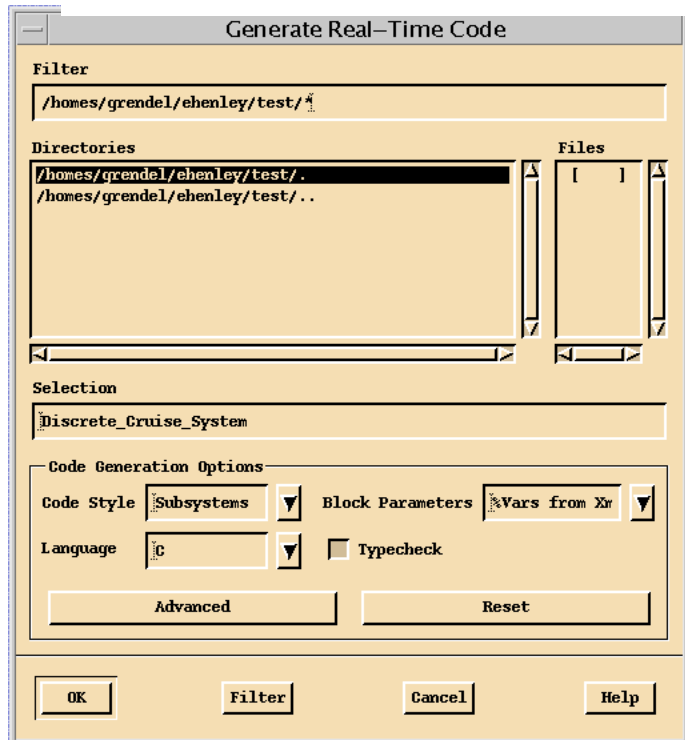 Generate Real-Time Code
Filter
/homes/grendel/ehenley/test/*
Directories
Files
/homes/grendel/ehenley/test/.
[ ]
/homes/grendel/ehenley/test/..
Selection
Discrete_Cruise_System
Code Generation Options
Code Style Subsystems Block Parameters %Vars from Xm
Language C Typecheck
Advanced Reset
OK Filter Cancel Help